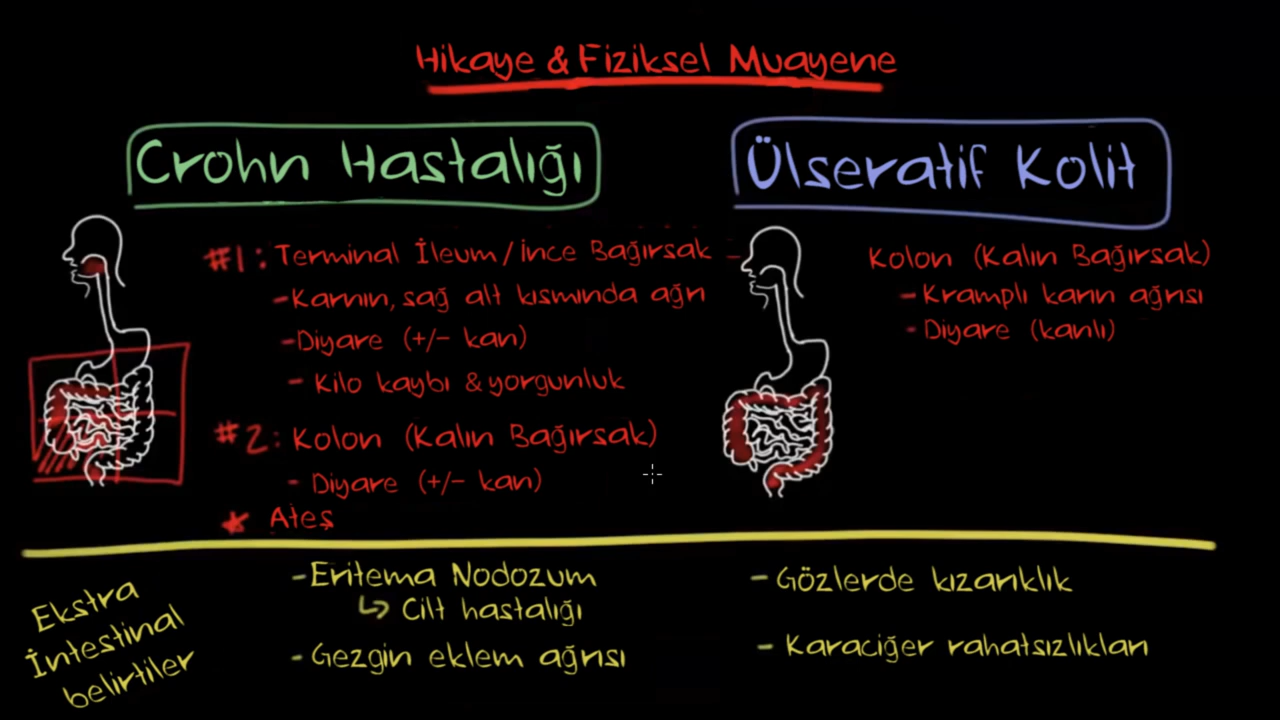 Hikaye & Fiziksel Muayene
Crohn Hastalığı
#1: Terminal İleum/İnce Bağırsak
-Karnın, sağ alt kısmında ağrı
-Diyare (+/- kan)
- Kilo kaybı & yorgunluk
#2: Kolon (Kalın Bağırsak)
- Diyare (+/- kan)
* Ateş
Ülseratif Kolit
Kolon (Kalın Bağırsak)
- Kramplı karın ağrısı
- Diyare (kanlı)
Ekstra
İntestinal
belirtiler
-Eritema Nodozum
↳ Cilt hastalığı
- Gezgin eklem ağrısı
- Gözlerde kızarıklık
- Karaciğer rahatsızlıkları